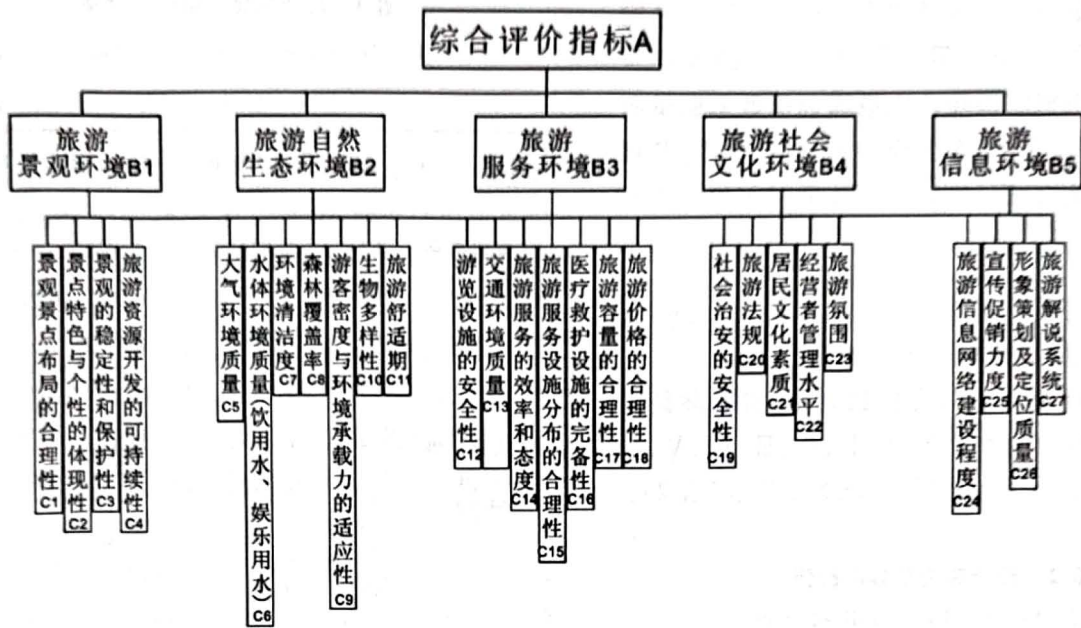 综合评价指标A
旅游
景观环境B1
旅游自然
生态环境B2
旅游
服务环境B3
旅游社会
文化环境B4
旅游
信息环境B5
景观景点布局的合理性C1
景点特色与个性的体现性C2
景观的稳定性和保护性C3
旅游资源开发的可持续性C4
大气环境质量C5
水体环境质量(饮用水、娱乐用水)C6
环境清洁度C7
森林覆盖率C8
游客密度与环境承载力的适应性C9
生物多样性C10
旅游舒适期C11
游览设施的安全性C12
交通环境质量C13
旅游服务的效率和态度C14
旅游服务设施分布的合理性C15
医疗救护设施的完备性C16
旅游容量的合理性C17
旅游价格的合理性C18
社会治安的安全性C19
旅游法规C20
居民文化素质C21
经营者管理水平C22
旅游氛围C23
旅游信息网络建设程度C24
宣传促销力度C25
形象策划及定位质量C26
旅游解说系统C27